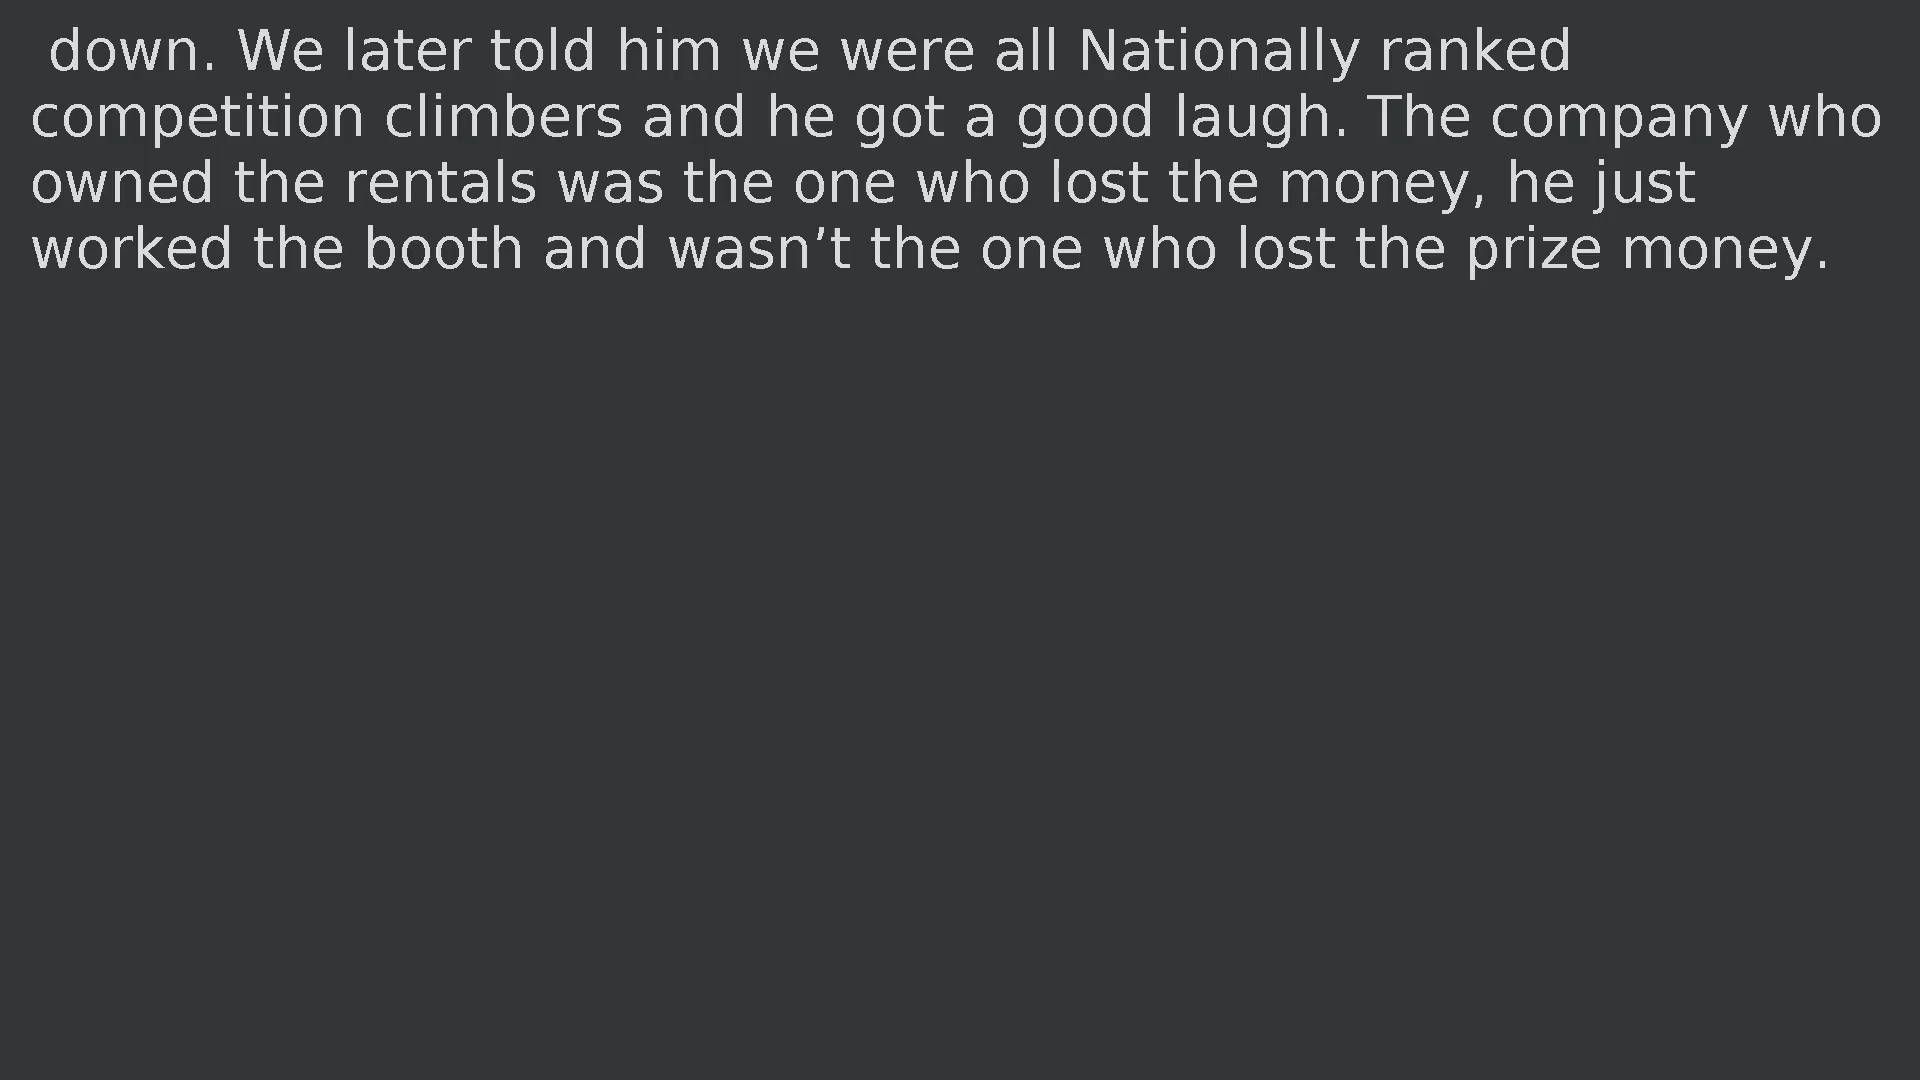 down. We later told him we were all Nationally ranked
competition climbers and he got a good laugh. The company who
owned the rentals was the one who lost the money, he just
worked the booth and wasn’t the one who lost the prize money.